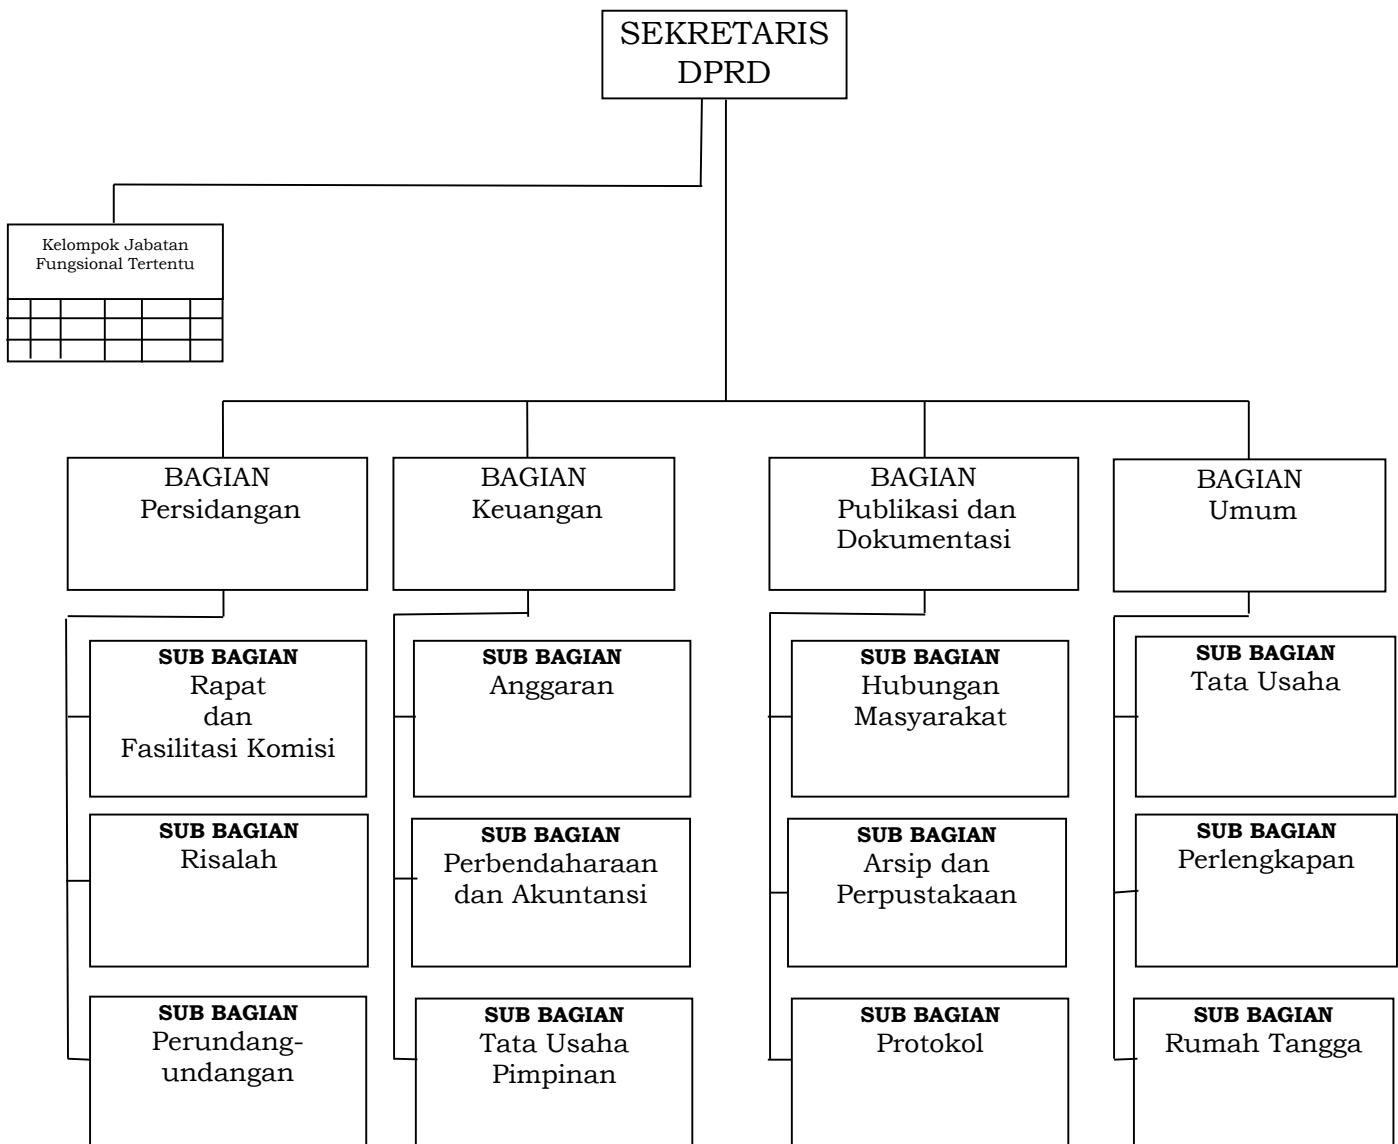 SEKRETARIS
DPRD
Kelompok Jabatan
Fungsional Tertentu
BAGIAN
Persidangan
BAGIAN
Keuangan
BAGIAN
Publikasi dan
Dokumentasi
BAGIAN
Umum
SUB BAGIAN
Rapat
dan
Fasilitasi Komisi
SUB BAGIAN
Anggaran
SUB BAGIAN
Hubungan
Masyarakat
SUB BAGIAN
Tata Usaha
SUB BAGIAN
Risalah
SUB BAGIAN
Perbendaharaan
dan Akuntansi
SUB BAGIAN
Arsip dan
Perpustakaan
SUB BAGIAN
Perlengkapan
SUB BAGIAN
Perundang-
undangan
SUB BAGIAN
Tata Usaha
Pimpinan
SUB BAGIAN
Protokol
SUB BAGIAN
Rumah Tangga